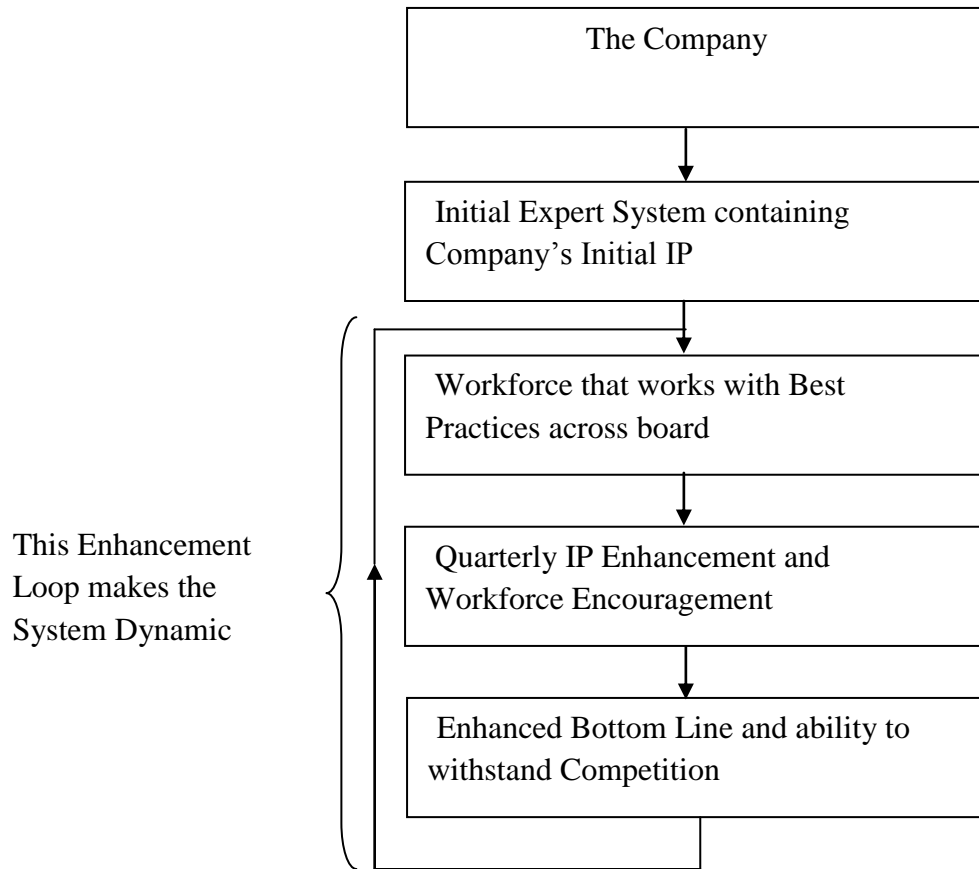 The Company
Initial Expert System containing
Company’s Initial IP
Workforce that works with Best
Practices across board
This Enhancement
Loop makes the
System Dynamic
Quarterly IP Enhancement and
Workforce Encouragement
Enhanced Bottom Line and ability to
withstand Competition